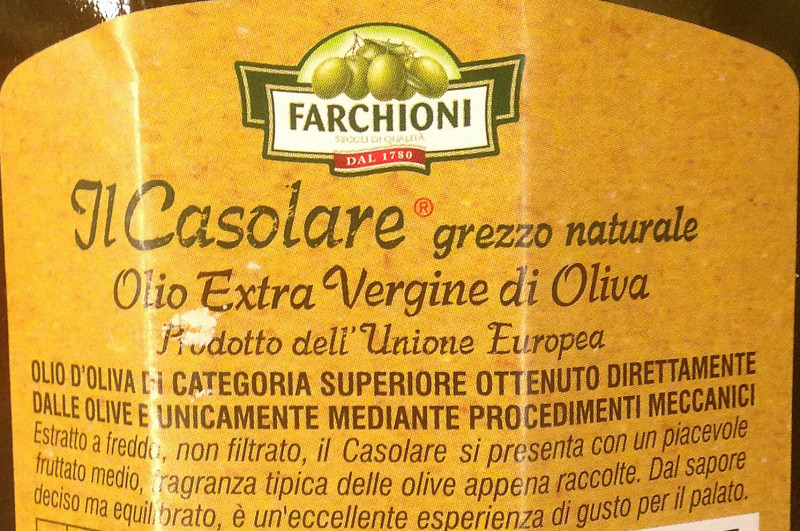 FARCHIONI
SECOLI DI QUALITÀ
DAL 1780
Il Casolare® grezzo naturale
Olio Extra Vergine di Oliva
Prodotto dell'Unione Europea
OLIO D'OLIVA DI CATEGORIA SUPERIORE OTTENUTO DIRETTAMENTE
DALLE OLIVE E UNICAMENTE MEDIANTE PROCEDIMENTI MECCANICI
Estratto a freddo, non filtrato, il Casolare si presenta con un piacevole
fruttato medio, fragranza tipica delle olive appena raccolte. Dal sapore
deciso ma equilibrato, è un'eccellente esperienza di gusto per il palato.